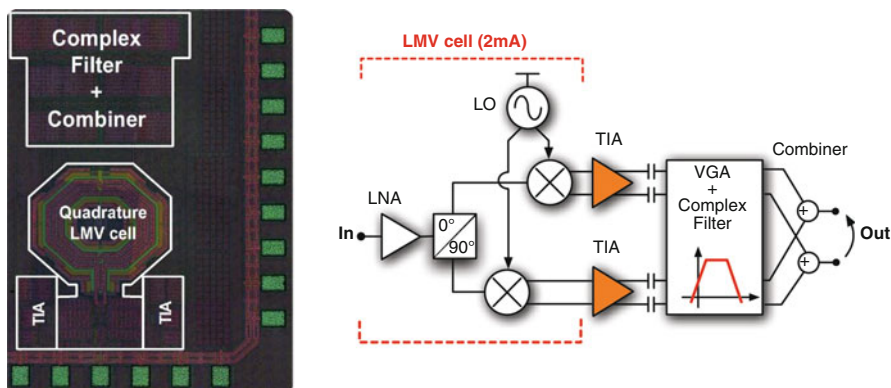 Complex
Filter
+
Combiner
Quadrature
LMV cell
TIA
TIA
LMV cell (2mA)
LO
TIA
Combiner
LNA
VGA
+
Complex
Filter
In
0°
90°
+
Out
TIA
+